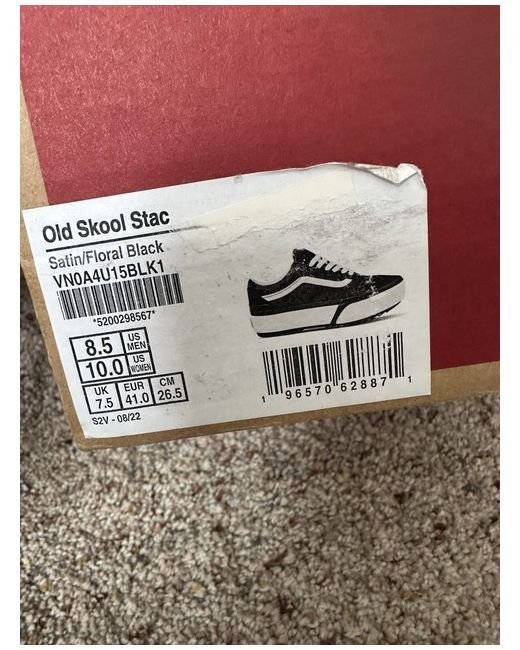 Old Skool Stac
Satin/Floral Black
VN0A4U15BLK1
*5200298567*
8.5 US MEN
10.0 US WOMEN
UK 7.5 EUR 41.0 CM 26.5
S2V - 08/22
1 96570 62887 1